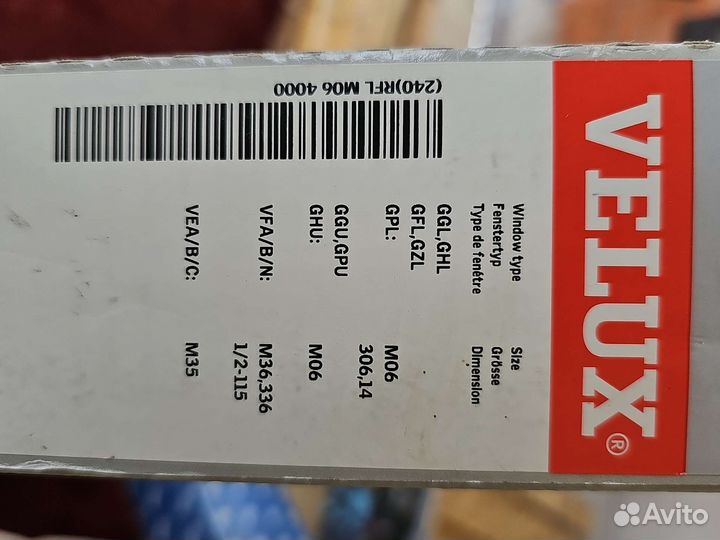 VELUX®
Window type Size
Fenstertyp Grösse
Type de fenêtre Dimension
GGL,GHL
GFL,GZL
GPL: M06
306,14
GGU,GPU
GHU: M06
VFA/B/N: M36,336
1/2-115
VEA/B/C: M35
(240)RFL M06 4000
Avito